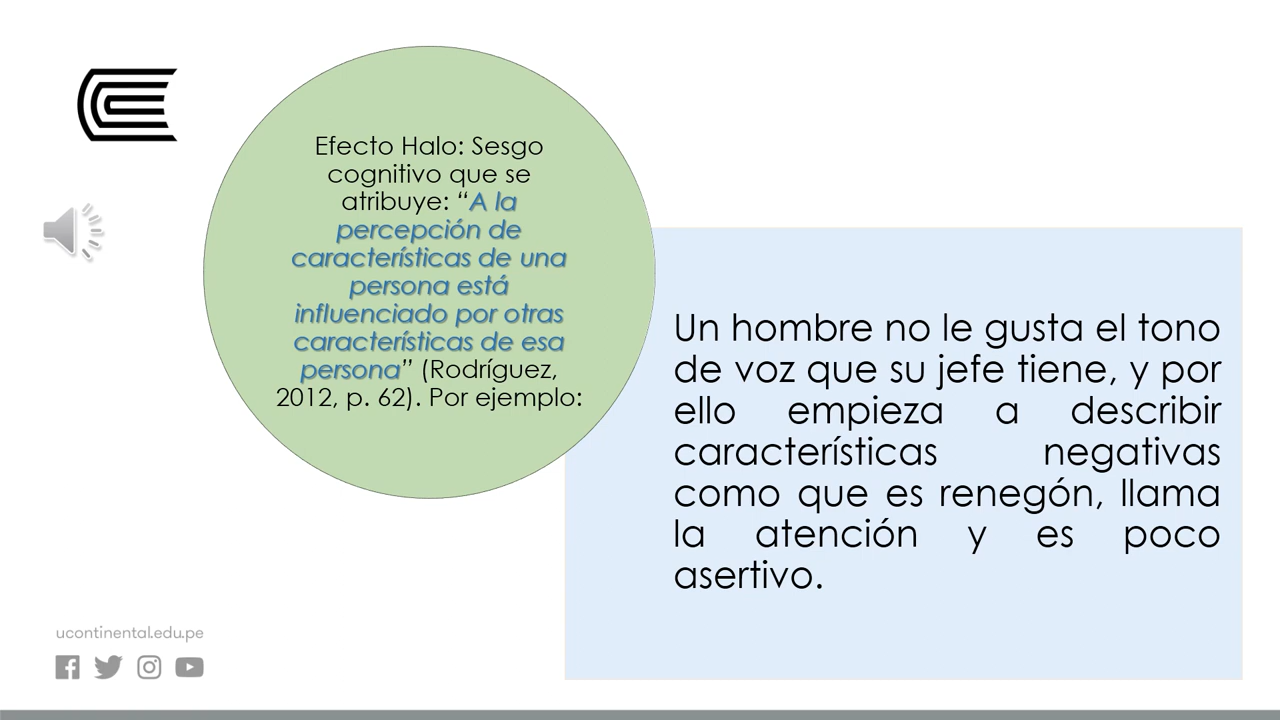 Efecto Halo: Sesgo
cognitivo que se
atribuye: “A la
percepción de
características de una
persona está
influenciado por otras
características de esa
persona” (Rodríguez,
2012, p. 62). Por ejemplo:
Un hombre no le gusta el tono
de voz que su jefe tiene, y por
ello empieza a describir
características negativas
como que es renegón, llama
la atención y es poco
asertivo.
ucontinental.edu.pe